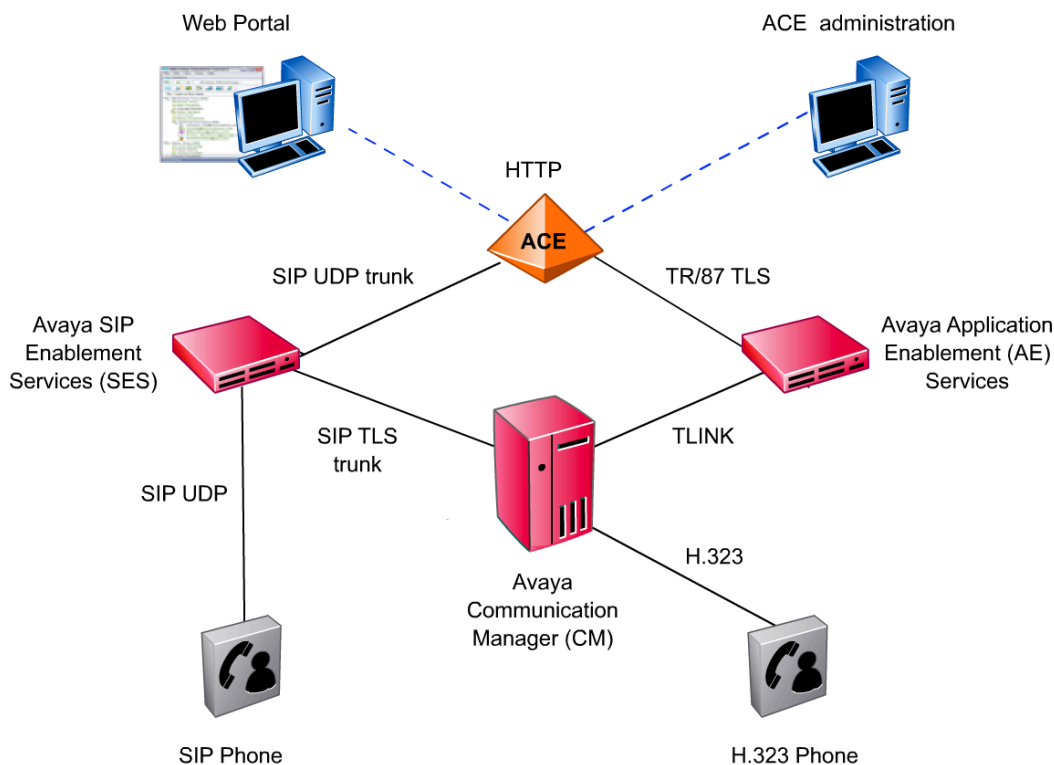 Web Portal
ACE administration
HTTP
ACE
SIP UDP trunk
TR/87 TLS
Avaya SIP
Enablement
Services (SES)
Avaya Application
Enablement (AE)
Services
SIP TLS
trunk
TLINK
SIP UDP
H.323
Avaya
Communication
Manager (CM)
SIP Phone
H.323 Phone